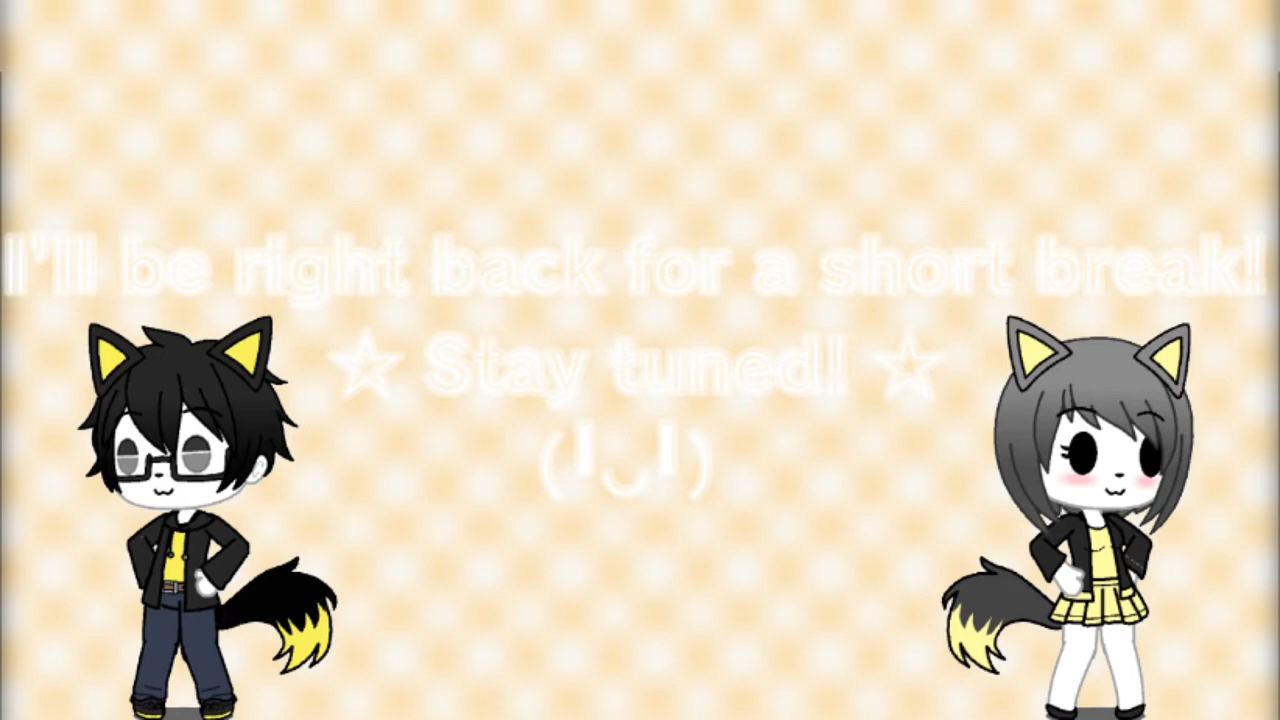 I'll be right back for a short break!
☆ Stay tuned! ☆
(╹◡╹)